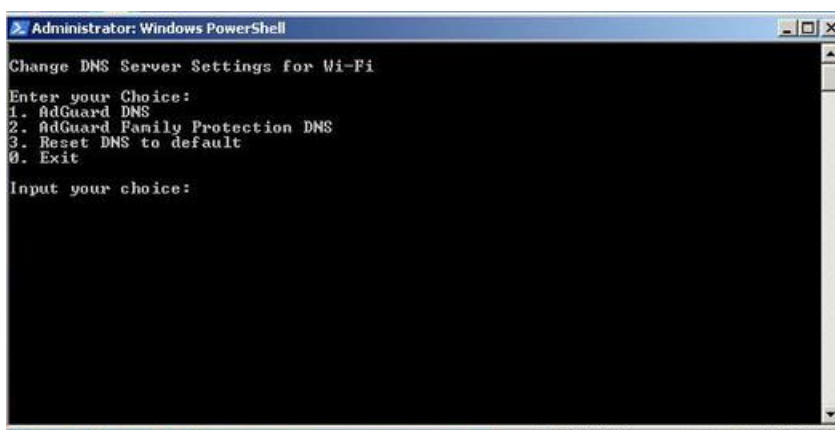 Administrator: Windows PowerShell
Change DNS Server Settings for Wi-Fi
Enter your Choice:
1. AdGuard DNS
2. AdGuard Family Protection DNS
3. Reset DNS to default
0. Exit
Input your choice: